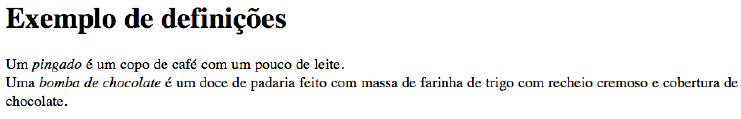 Exemplo de definições
Um pingado é um copo de café com um pouco de leite.
Uma bomba de chocolate é um doce de padaria feito com massa de farinha de trigo com recheio cremoso e cobertura de
chocolate.